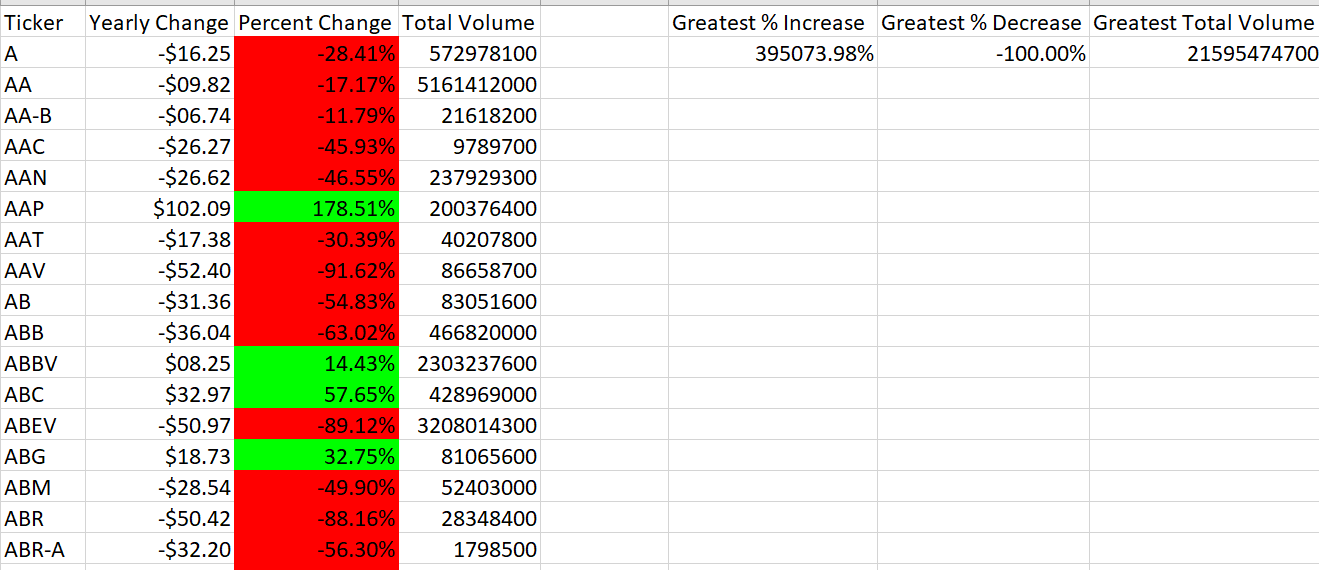 Ticker Yearly Change Percent Change Total Volume Greatest % Increase Greatest % Decrease Greatest Total Volume
A -$16.25 -28.41% 572978100 395073.98% -100.00% 21595474700
AA -$09.82 -17.17% 5161412000
AA-B -$06.74 -11.79% 21618200
AAC -$26.27 -45.93% 9789700
AAN -$26.62 -46.55% 237929300
AAP $102.09 178.51% 200376400
AAT -$17.38 -30.39% 40207800
AAV -$52.40 -91.62% 86658700
AB -$31.36 -54.83% 83051600
ABB -$36.04 -63.02% 466820000
ABBV $08.25 14.43% 2303237600
ABC $32.97 57.65% 428969000
ABEV -$50.97 -89.12% 3208014300
ABG $18.73 32.75% 81065600
ABM -$28.54 -49.90% 52403000
ABR -$50.42 -88.16% 28348400
ABR-A -$32.20 -56.30% 1798500